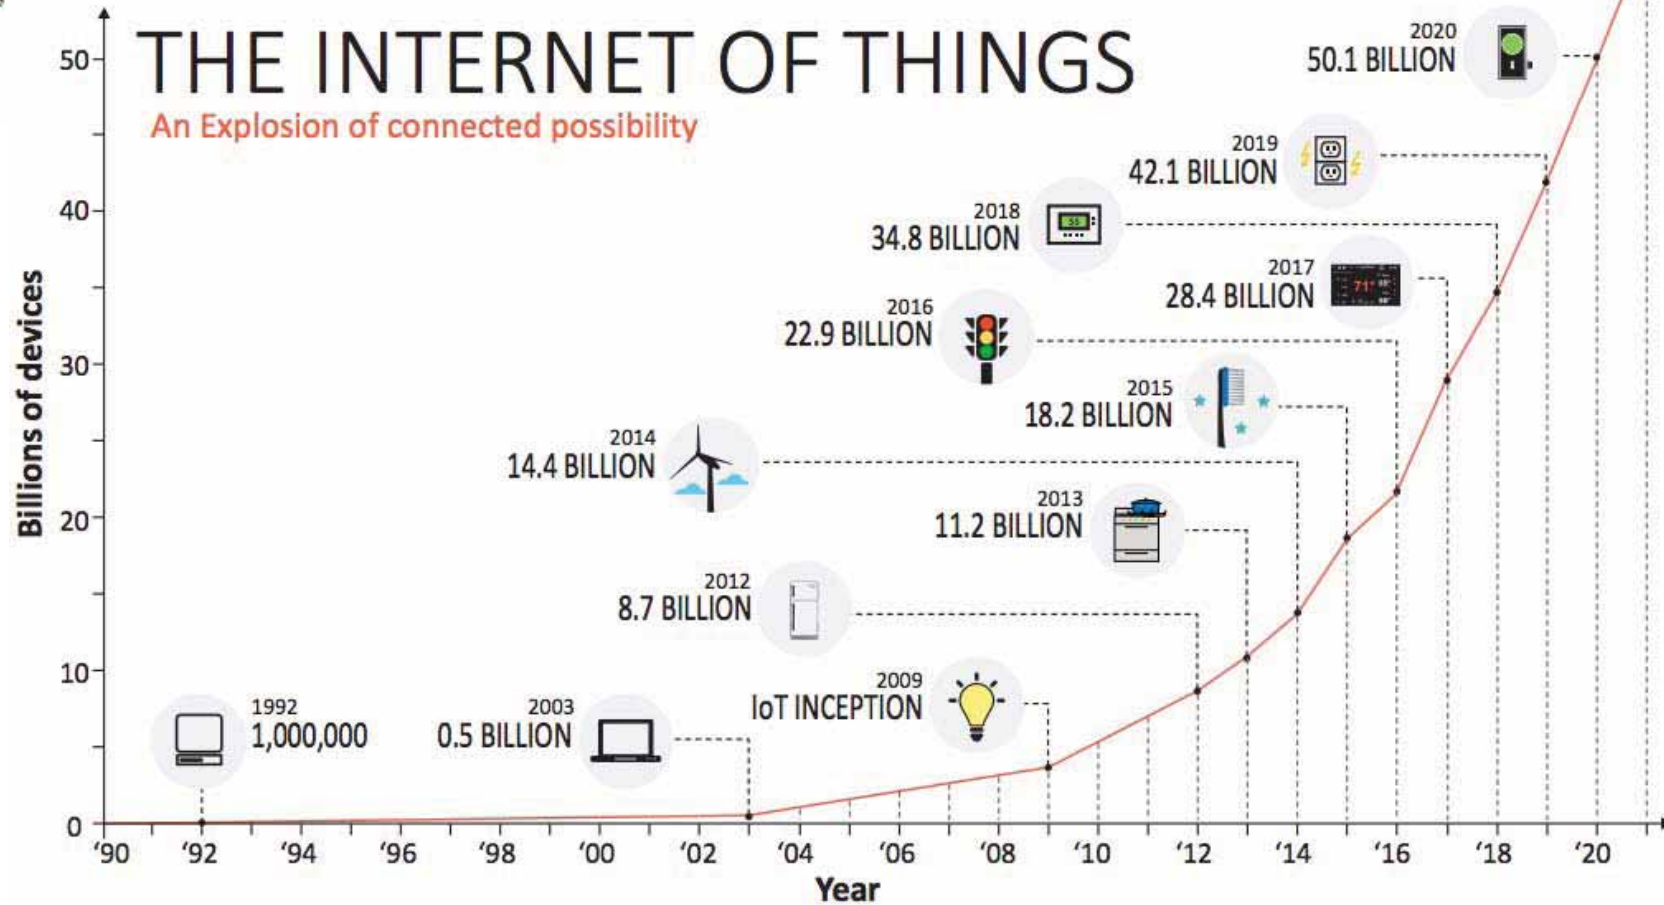 THE INTERNET OF THINGS
An Explosion of connected possibility
Billions of devices
50
40
30
20
10
0
2020
50.1 BILLION
2019
42.1 BILLION
2018
34.8 BILLION
55
2017
28.4 BILLION
71°
2016
22.9 BILLION
2015
18.2 BILLION
2014
14.4 BILLION
2013
11.2 BILLION
2012
8.7 BILLION
2009
IoT INCEPTION
1992
1,000,000
2003
0.5 BILLION
‘90 ‘92 ‘94 ‘96 ‘98 ‘00 ‘02 ‘04 ‘06 ‘08 ‘10 ‘12 ‘14 ‘16 ‘18 ‘20
Year